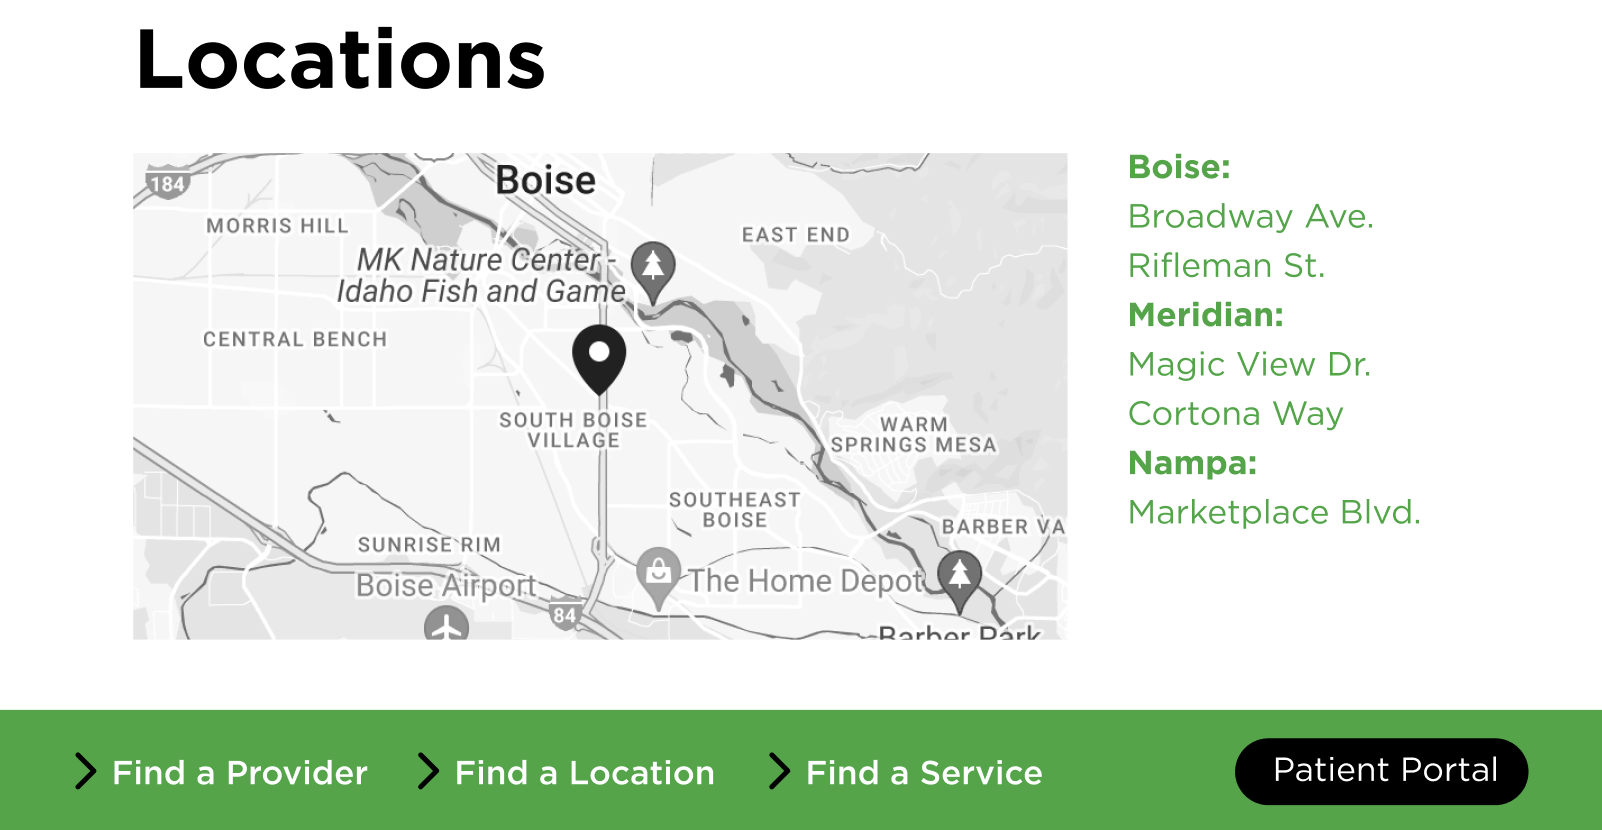 Locations
184
Boise
MORRIS HILL
EAST END
MK Nature Center -
Idaho Fish and Game
CENTRAL BENCH
SOUTH BOISE
VILLAGE
WARM
SPRINGS MESA
SOUTHEAST
BOISE
BARBER VA
SUNRISE RIM
Boise Airport
The Home Depot
84
Barber Park
Boise:
Broadway Ave.
Rifleman St.
Meridian:
Magic View Dr.
Cortona Way
Nampa:
Marketplace Blvd.
Find a Provider
Find a Location
Find a Service
Patient Portal